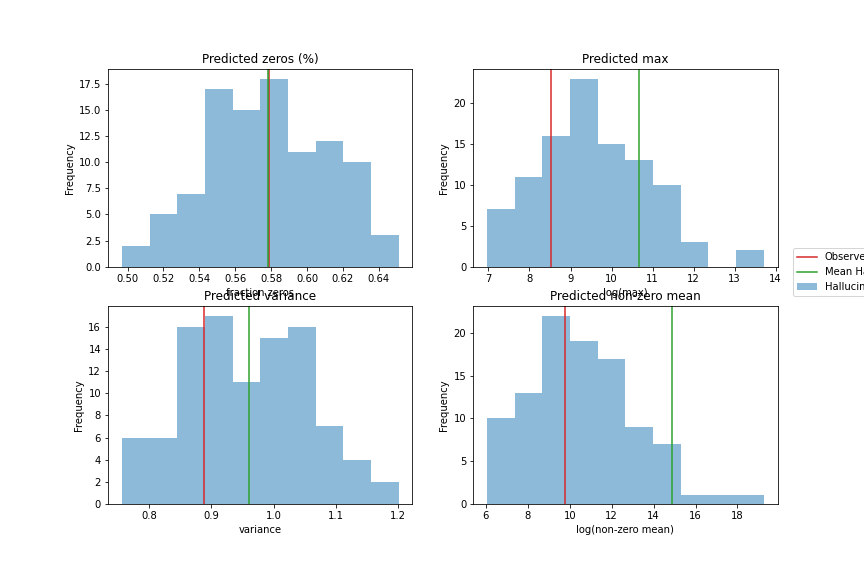 Predicted zeros (%)
Frequency
17.5
15.0
12.5
10.0
7.5
5.0
2.5
0.0
0.50 0.52 0.54 0.56 0.58 0.60 0.62 0.64
fraction zeros
Predicted max
Frequency
20
15
10
5
0
7 8 9 10 11 12 13 14
log(max)
Observe
Mean Ha
Hallucin
Predicted variance
Frequency
16
14
12
10
8
6
4
2
0
0.8 0.9 1.0 1.1 1.2
variance
Predicted non-zero mean
Frequency
20
15
10
5
0
6 8 10 12 14 16 18
log(non-zero mean)